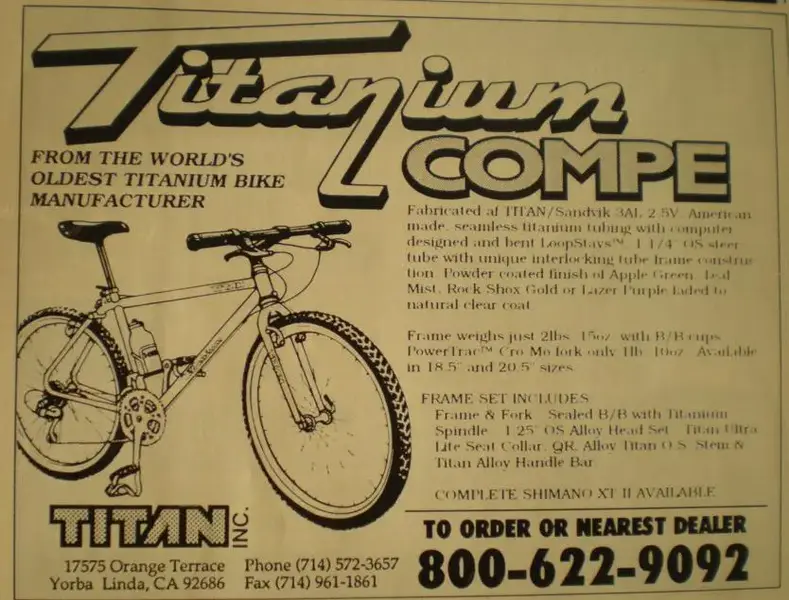 Titanium
COMPE
FROM THE WORLD'S
OLDEST TITANIUM BIKE
MANUFACTURER
Fabricated of TITAN/Sandvik 3AL 2.5V American
made, seamless titanium tubing with computer
designed and bent LoopStays™ 1 1/4" OS steer
tube with unique interlocking tube frame construc-
tion. Powder coated finish of Apple Green, Teal
Mist, Rock Shox Gold or Lazer Purple faded to
natural clear coat.
Frame weighs just 2lbs. 15oz. with B/B cups
PowerTrac™ Cro Mo fork only 1lb. 10oz. Available
in 18.5" and 20.5" sizes
FRAME SET INCLUDES
Frame & Fork Sealed B/B with Titanium
Spindle 1.25" OS Alloy Head Set Titan Ultra
Lite Seat Collar, QR, Alloy Titan O.S. Stem &
Titan Alloy Handle Bar
COMPLETE SHIMANO XT II AVAILABLE
TITAN INC.
17575 Orange Terrace Phone (714) 572-3657
Yorba Linda, CA 92686 Fax (714) 961-1861
TO ORDER OR NEAREST DEALER
800-622-9092